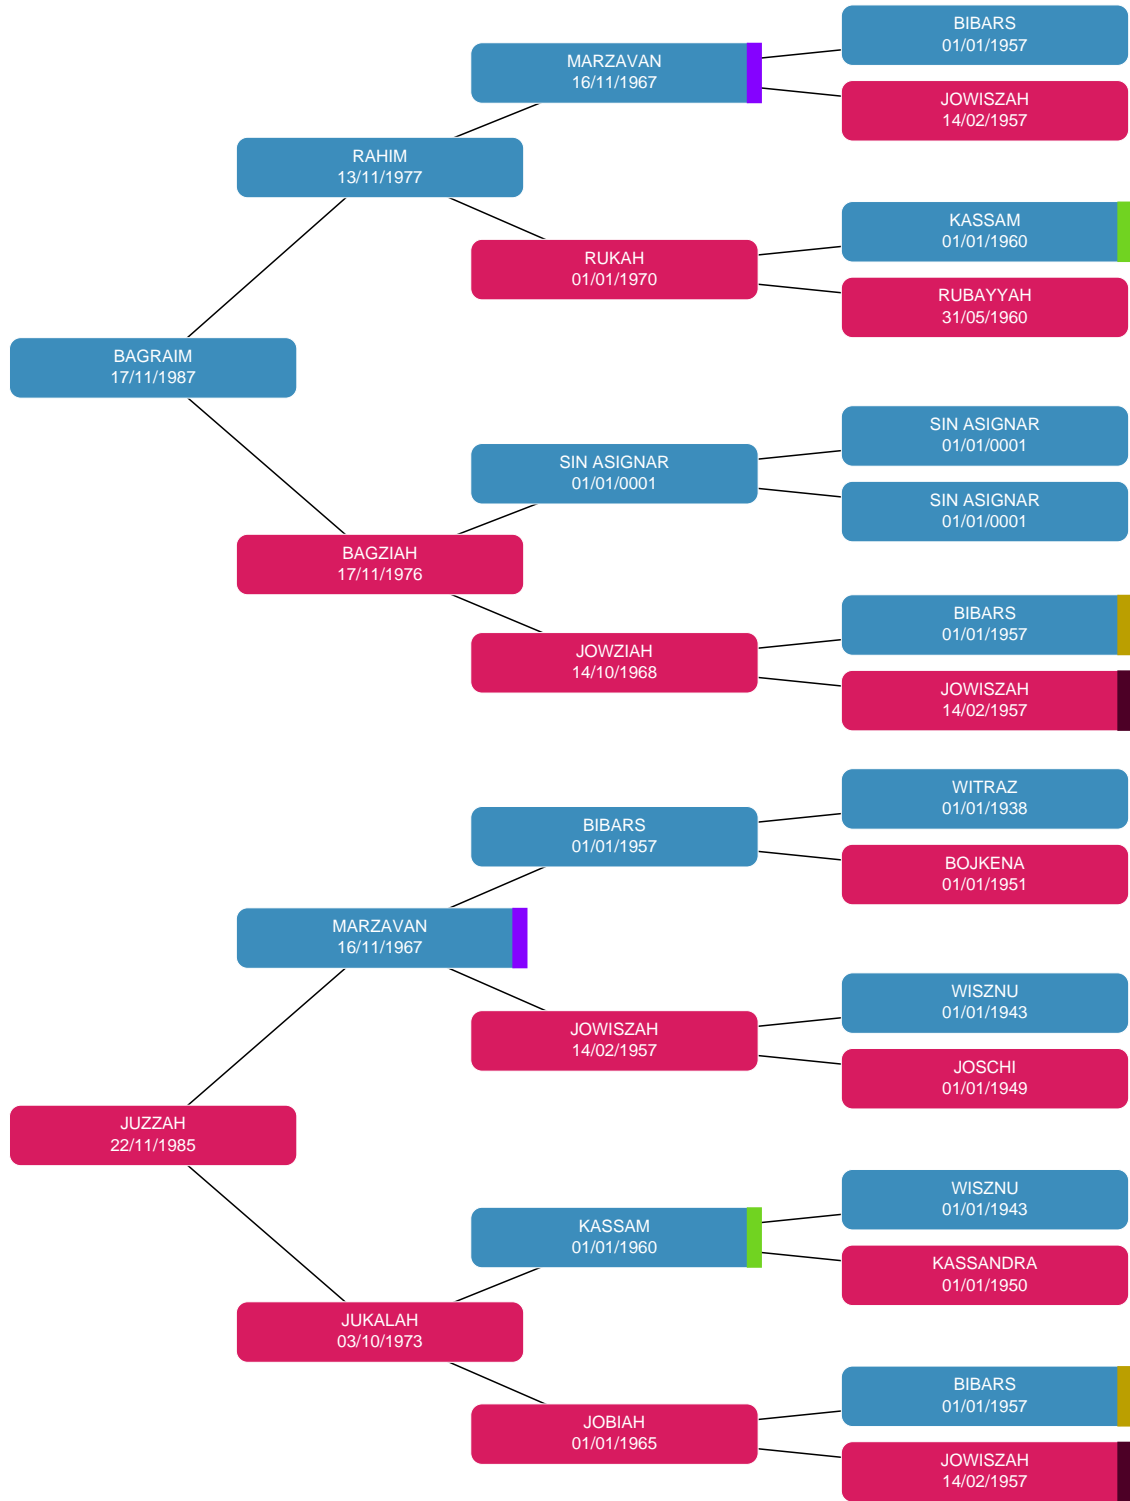 BIBARS
01/01/1957
MARZAVAN
16/11/1967
JOWISZAH
14/02/1957
RAHIM
13/11/1977
KASSAM
01/01/1960
RUKAH
01/01/1970
RUBAYYAH
31/05/1960
BAGRAIM
17/11/1987
SIN ASIGNAR
01/01/0001
SIN ASIGNAR
01/01/0001
SIN ASIGNAR
01/01/0001
BAGZIAH
17/11/1976
BIBARS
01/01/1957
JOWZIAH
14/10/1968
JOWISZAH
14/02/1957
WITRAZ
01/01/1938
BIBARS
01/01/1957
BOJKENA
01/01/1951
MARZAVAN
16/11/1967
WISZNU
01/01/1943
JOWISZAH
14/02/1957
JOSCHI
01/01/1949
JUZZAH
22/11/1985
WISZNU
01/01/1943
KASSAM
01/01/1960
KASSANDRA
01/01/1950
JUKALAH
03/10/1973
BIBARS
01/01/1957
JOBIAH
01/01/1965
JOWISZAH
14/02/1957